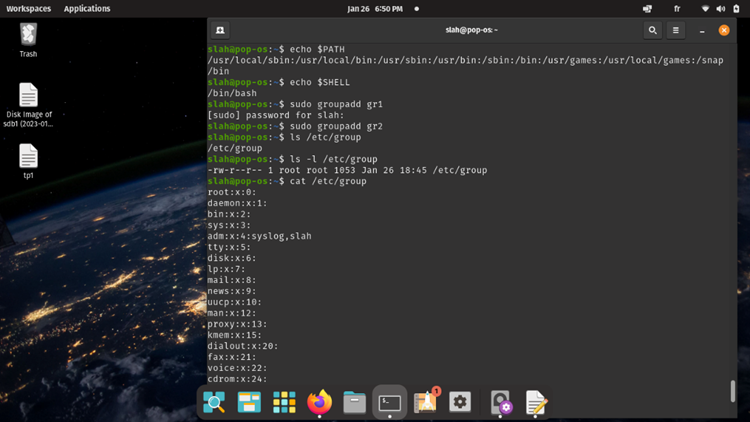 Workspaces Applications Jan 26 6:50 PM fr
slah@pop-os: ~
slah@pop-os:~$ echo $PATH
/usr/local/sbin:/usr/local/bin:/usr/sbin:/usr/bin:/sbin:/bin:/usr/games:/usr/local/games:/snap
/bin
slah@pop-os:~$ echo $SHELL
/bin/bash
slah@pop-os:~$ sudo groupadd gr1
[sudo] password for slah:
slah@pop-os:~$ sudo groupadd gr2
slah@pop-os:~$ ls /etc/group
/etc/group
slah@pop-os:~$ ls -l /etc/group
-rw-r--r-- 1 root root 1053 Jan 26 18:45 /etc/group
slah@pop-os:~$ cat /etc/group
root:x:0:
daemon:x:1:
bin:x:2:
sys:x:3:
adm:x:4:syslog,slah
tty:x:5:
disk:x:6:
lp:x:7:
mail:x:8:
news:x:9:
uucp:x:10:
man:x:12:
proxy:x:13:
kmem:x:15:
dialout:x:20:
fax:x:21:
voice:x:22:
cdrom:x:24:
Trash
Disk Image of
sdb1 (2023-01...
tp1
1